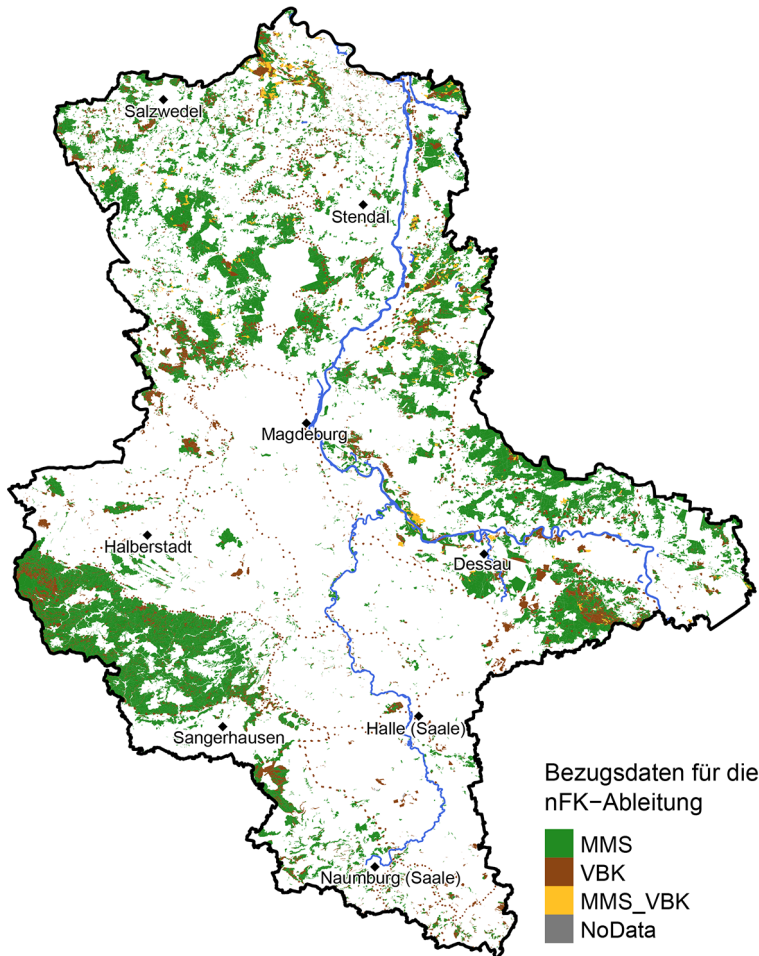 Salzwedel
Stendal
Magdeburg
Halberstadt
Dessau
Halle (Saale)
Sangerhausen
Naumburg (Saale)
Bezugsdaten für die
nFK−Ableitung
MMS
VBK
MMS_VBK
NoData